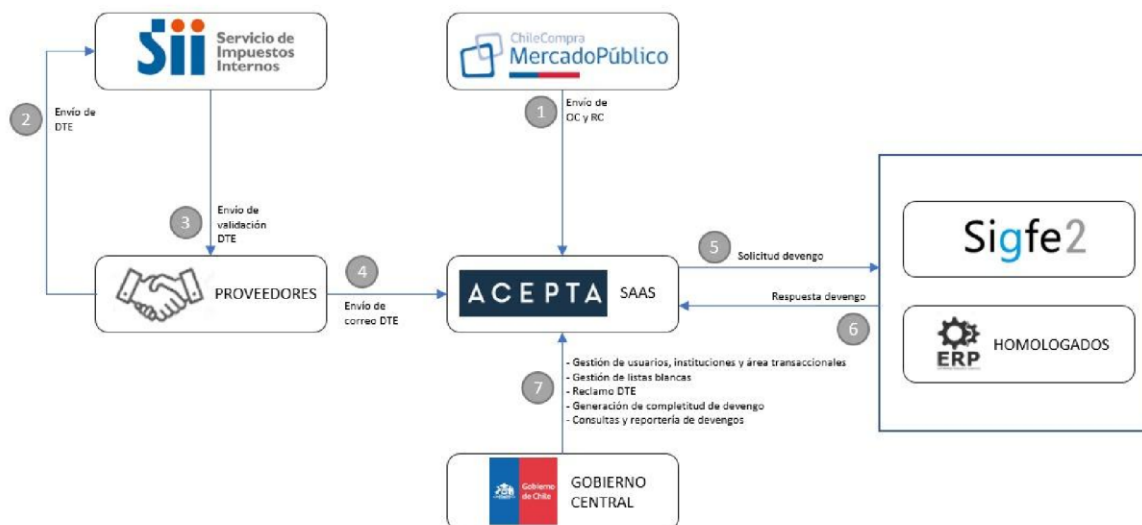 sii Servicio de
Impuestos
Internos
ChileCompra
MercadoPúblico
2
Envío de
DTE
1
Envío de
OC y RC
3
Envío de
validación
DTE
PROVEEDORES
4
Envío de
correo DTE
ACEPTA SAAS
5
Solicitud devengo
Respuesta devengo
6
Sigfe2
ERP
HOMOLOGADOS
7
- Gestión de usuarios, instituciones y área transaccionales
- Gestión de listas blancas
- Reclamo DTE
- Generación de completitud de devengo
- Consultas y reportería de devengos
Gobierno
de Chile
GOBIERNO
CENTRAL